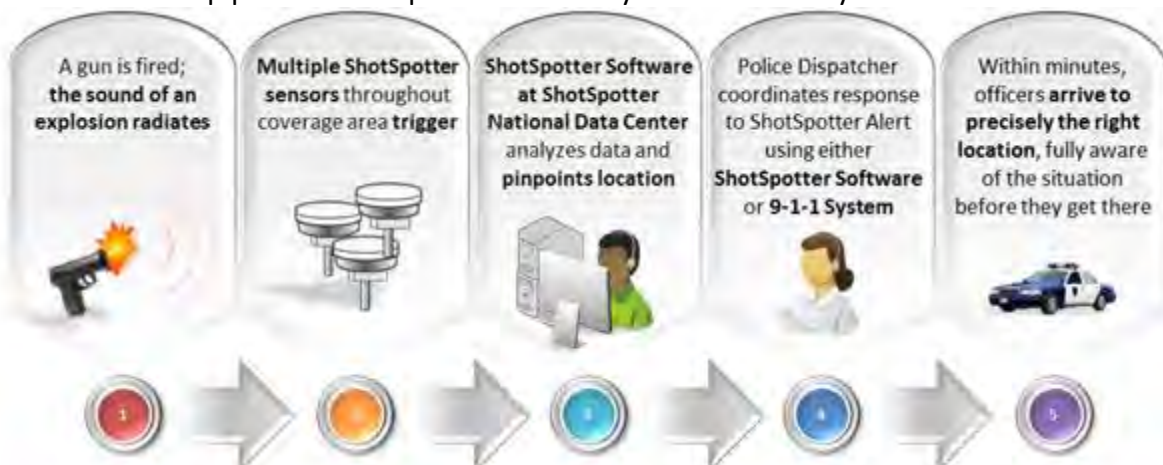 A gun is fired;
the sound of an
explosion radiates
Multiple ShotSpotter
sensors throughout
coverage area trigger
ShotSpotter Software
at ShotSpotter
National Data Center
analyzes data and
pinpoints location
Police Dispatcher
coordinates response
to ShotSpotter Alert
using either
ShotSpotter Software
or 9-1-1 System
Within minutes,
officers arrive to
precisely the right
location, fully aware
of the situation
before they get there
1
2
3
4
5